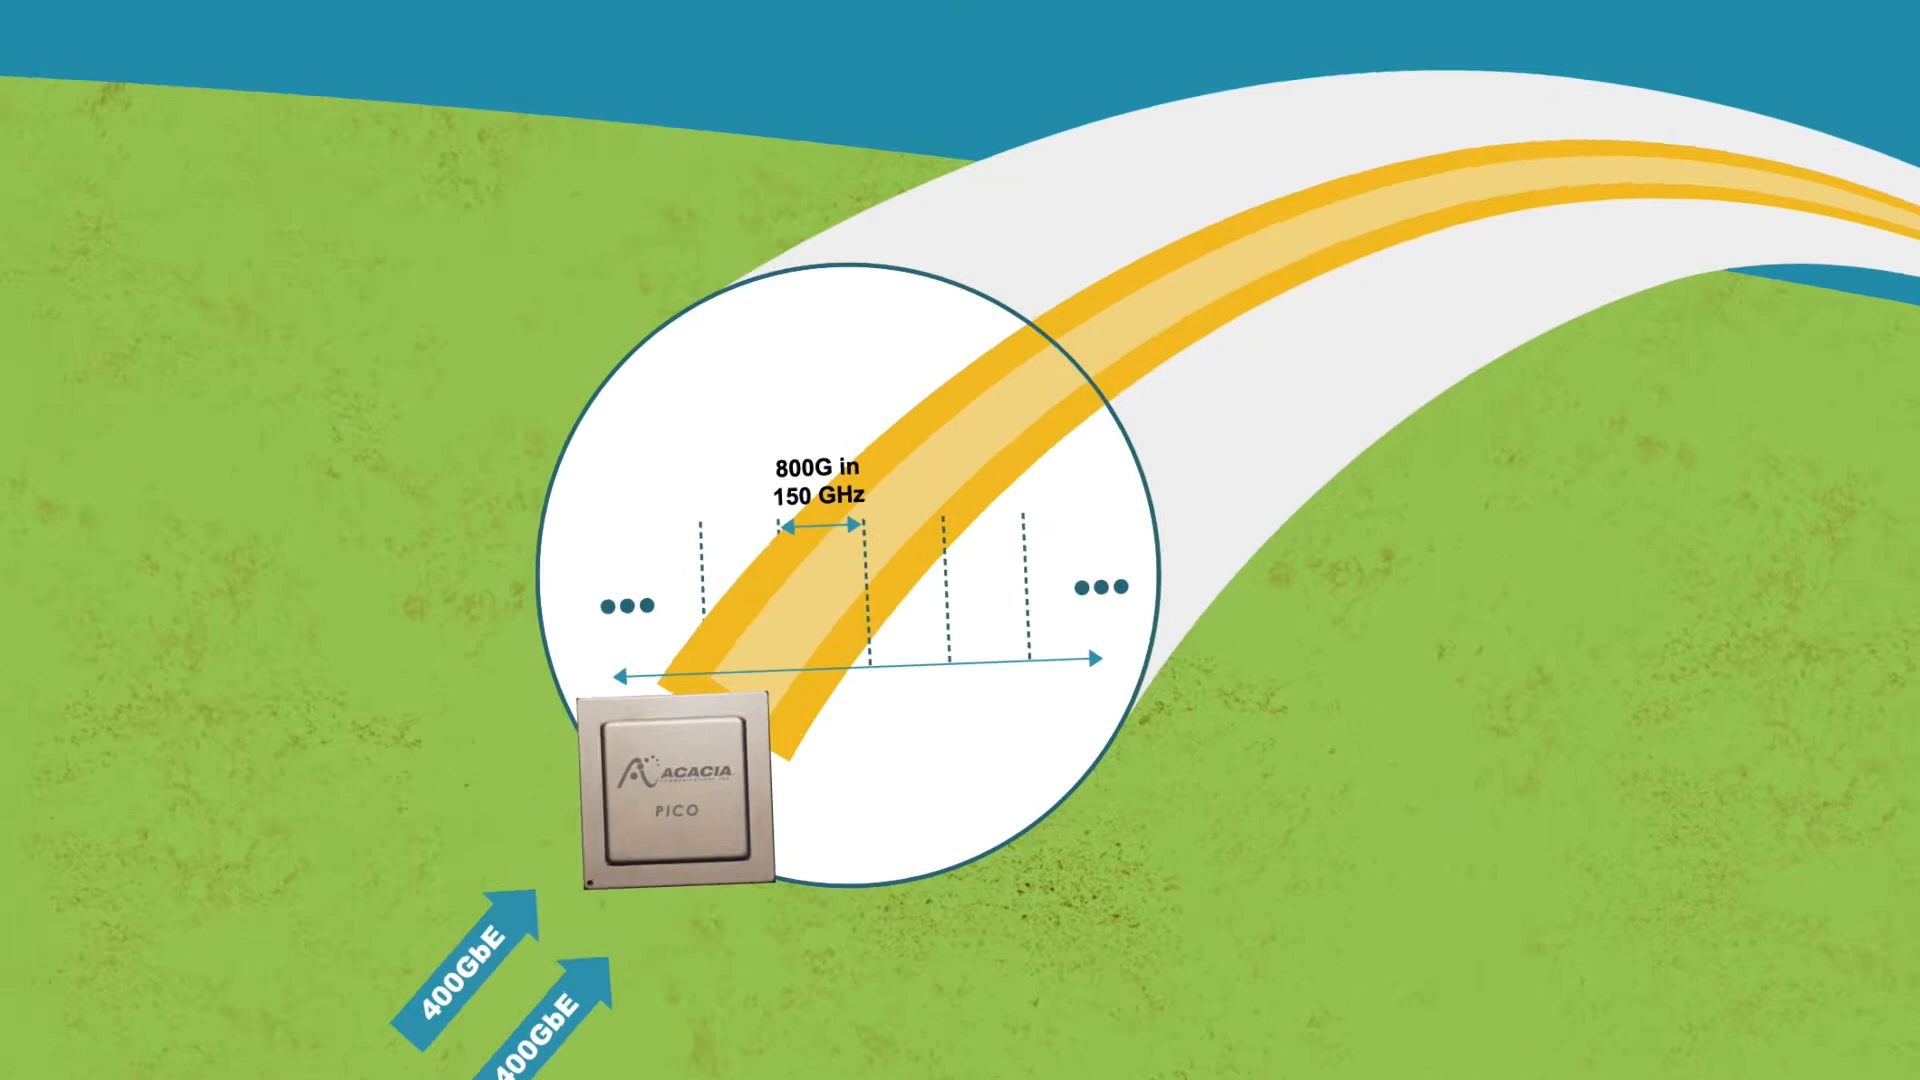 800G in
150 GHz
ACACIA
PICO
400GbE
400GbE